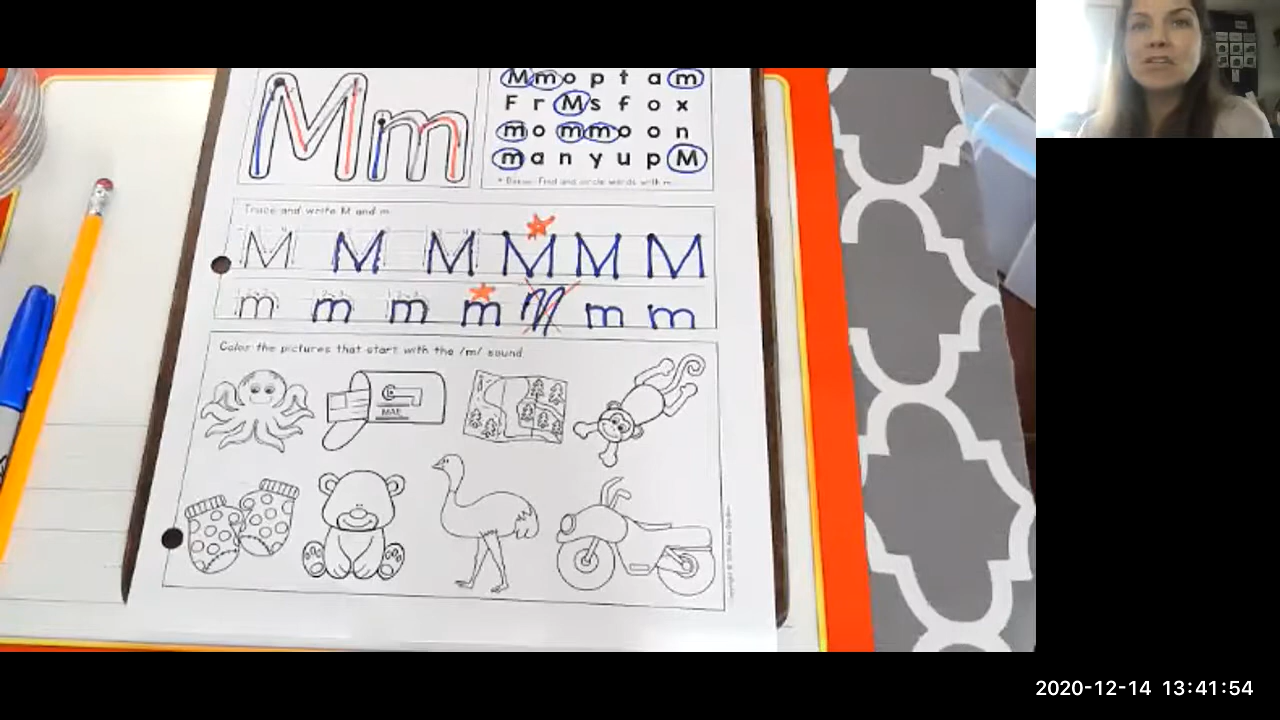 Mm
M m o p t a m
F r M s f o x
m o m m o o n
m a n y u p M
* Bonus: Find and circle words with m.
Trace and write M and m.
M M M M M M
m m m m m m m
Color the pictures that start with the /m/ sound.
MAIL
2020-12-14 13:41:54